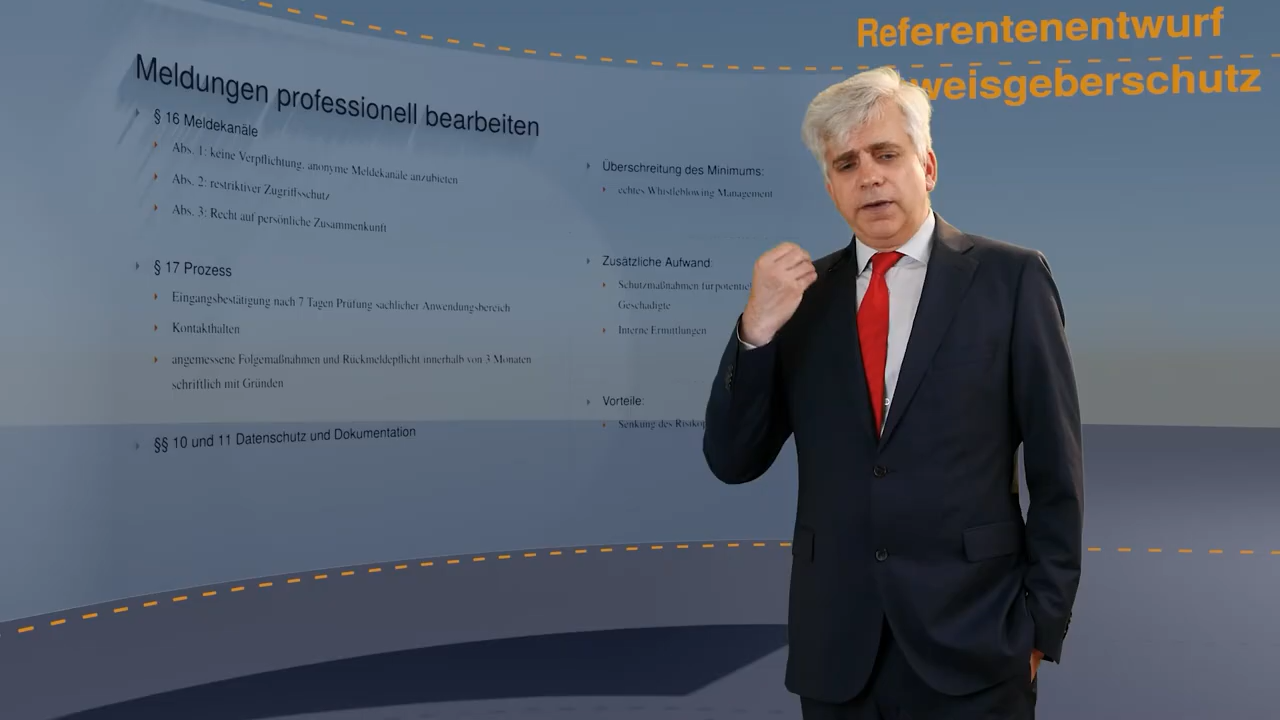 Referentenentwurf
weisgeberschutz
Meldungen professionell bearbeiten
§ 16 Meldekanäle
Abs. 1: keine Verpflichtung, anonyme Meldekanäle anzubieten
Abs. 2: restriktiver Zugriffsschutz
Abs. 3: Recht auf persönliche Zusammenkunft
§ 17 Prozess
Eingangsbestätigung nach 7 Tagen Prüfung sachlicher Anwendungsbereich
Kontakthalten
angemessene Folgemaßnahmen und Rückmeldepflicht innerhalb von 3 Monaten
schriftlich mit Gründen
§§ 10 und 11 Datenschutz und Dokumentation
Überschreitung des Minimums:
echtes Whistleblowing Management
Zusätzliche Aufwand:
Schutzmaßnahmen für potentiel
Geschädigte
Interne Ermittlungen
Vorteile:
Senkung des Risikop